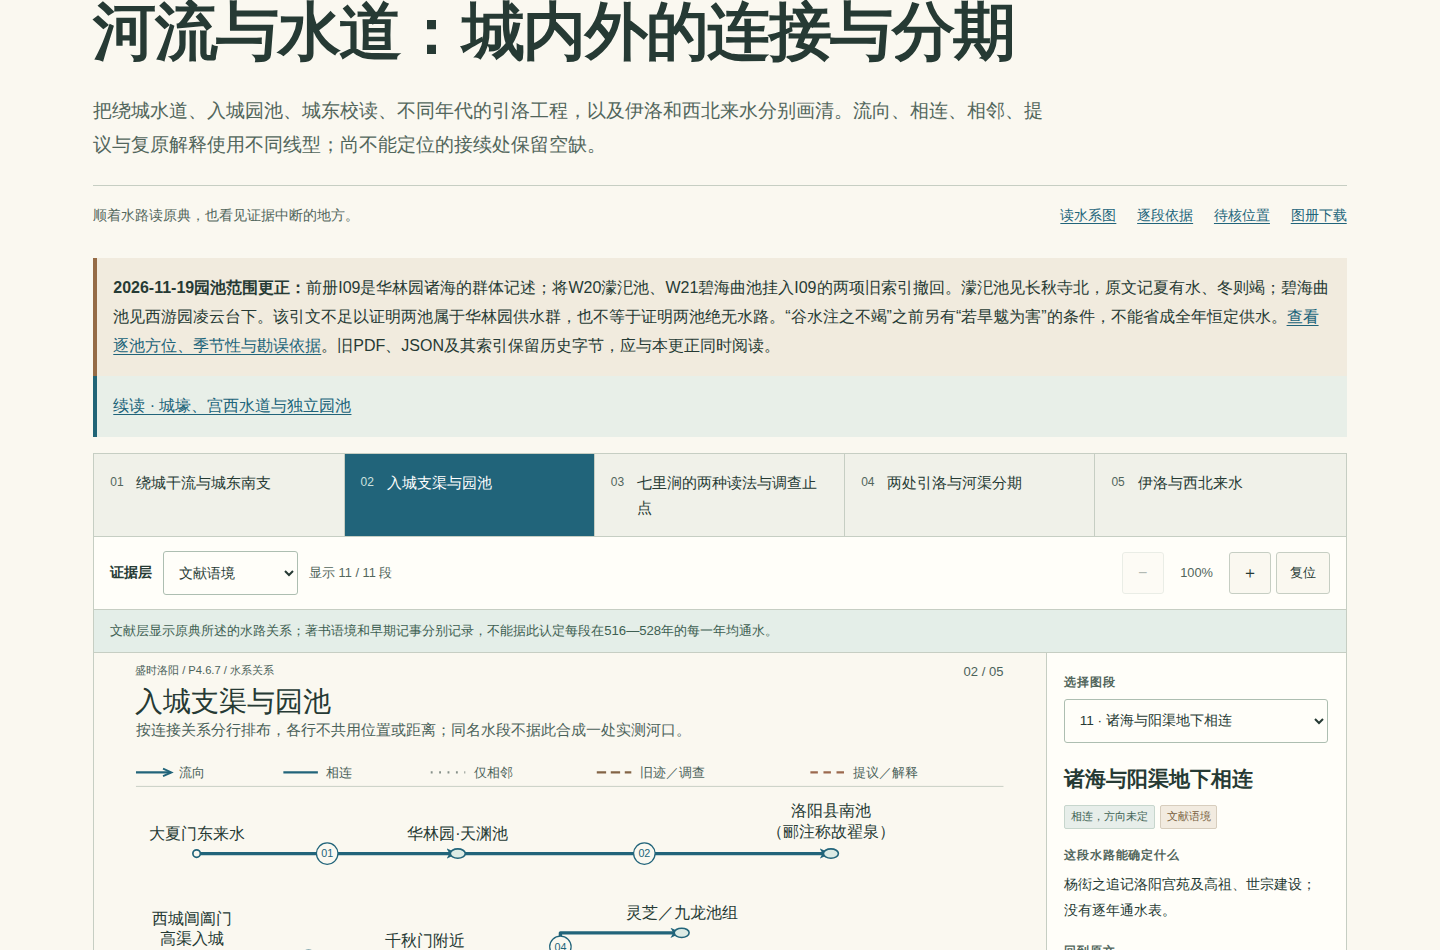 河流与水道：城内外的连接与分期
把绕城水道、入城园池、城东校读、不同年代的引洛工程，以及伊洛和西北来水分别画清。流向、相连、相邻、提
议与复原解释使用不同线型；尚不能定位的接续处保留空缺。
顺着水路读原典，也看见证据中断的地方。
读水系图 逐段依据 待核位置 图册下载
2026-11-19园池范围更正：前册I09是华林园诸海的群体记述；将W20濛汜池、W21碧海曲池挂入I09的两项旧索引撤回。濛汜池见长秋寺北，原文记夏有水、冬则竭；碧海曲
池见西游园凌云台下。该引文不足以证明两池属于华林园供水群，也不等于证明两池绝无水路。“谷水注之不竭”之前另有“若旱魃为害”的条件，不能省成全年恒定供水。查看
逐池方位、季节性与勘误依据。旧PDF、JSON及其索引保留历史字节，应与本更正同时阅读。
续读 · 城壕、宫西水道与独立园池
01 绕城干流与城东南支
02 入城支渠与园池
03 七里涧的两种读法与调查止
点
04 两处引洛与河渠分期
05 伊洛与西北来水
证据层 文献语境 显示 11 / 11 段
− 100% + 复位
文献层显示原典所述的水路关系；著书语境和早期记事分别记录，不能据此认定每段在516—528年的每一年均通水。
盛时洛阳 / P4.6.7 / 水系关系
02 / 05
入城支渠与园池
按连接关系分行排布，各行不共用位置或距离；同名水段不据此合成一处实测河口。
流向 相连 仅相邻 旧迹／调查 提议／解释
洛阳县南池
大夏门东来水 华林园·天渊池 （郦注称故翟泉）
01 02
灵芝／九龙池组
西城阊阖门
高渠入城
千秋门附近
04
选择图段
11 · 诸海与阳渠地下相连
诸海与阳渠地下相连
相连，方向未定 文献语境
这段水路能确定什么
杨衒之追记洛阳宫苑及高祖、世宗建设；
没有逐年通水表。
回到原文